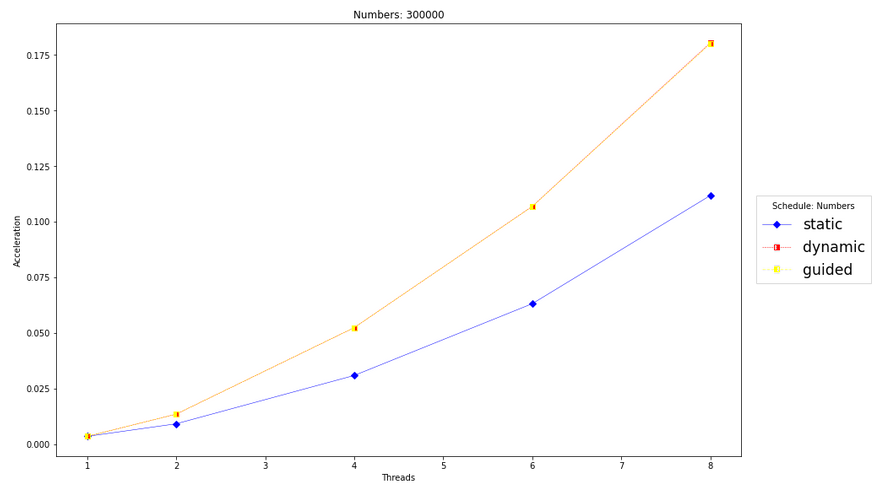 Numbers: 300000
0.175
0.150
0.125
0.100
0.075
0.050
0.025
0.000
Acceleration
1 2 3 4 5 6 7 8
Threads
Schedule: Numbers
static
dynamic
guided